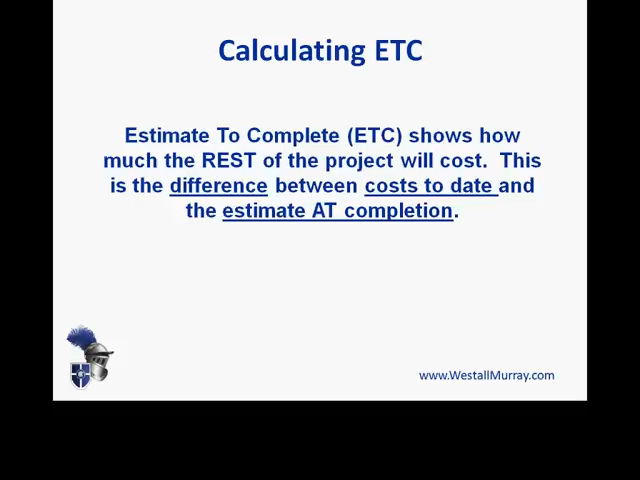 Calculating ETC
Estimate To Complete (ETC) shows how
much the REST of the project will cost. This
is the difference between costs to date and
the estimate AT completion.
www.WestallMurray.com